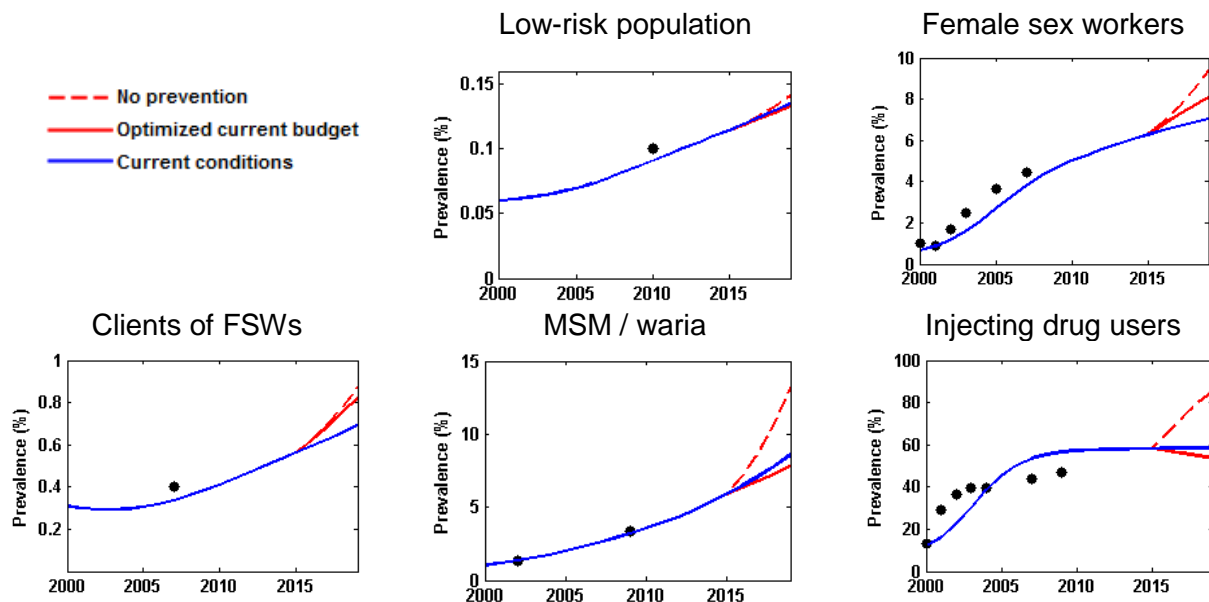 Low-risk population
Female sex workers
No prevention
Optimized current budget
Current conditions
Prevalence (%)
0.15
0.1
0.05
0
2000 2005 2010 2015
Prevalence (%)
10
8
6
4
2
0
2000 2005 2010 2015
Clients of FSWs
MSM / waria
Injecting drug users
Prevalence (%)
1
0.8
0.6
0.4
0.2
2000 2005 2010 2015
Prevalence (%)
15
10
5
0
2000 2005 2010 2015
Prevalence (%)
100
80
60
40
20
0
2000 2005 2010 2015